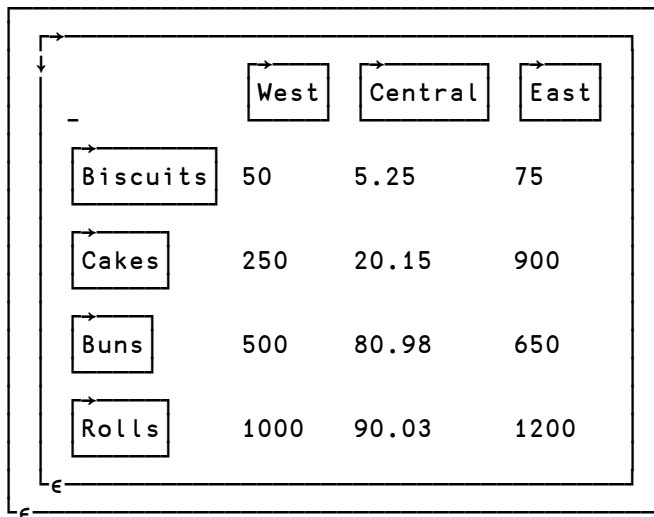 West Central East
Biscuits 50 5.25 75
Cakes 250 20.15 900
Buns 500 80.98 650
Rolls 1000 90.03 1200